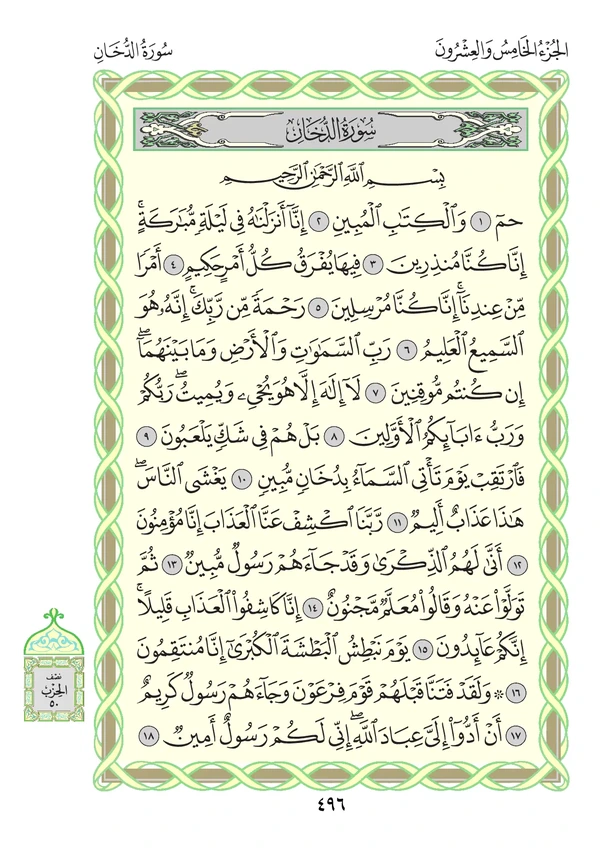 الجُزْءُ الخَامِسُ وَالعِشْرُونَ
سُورَةُ الدُّخَانِ
سُورَةُ الدُّخَانِ
بِسْمِ ٱللَّهِ ٱلرَّحْمَٰنِ ٱلرَّحِيمِ
حمٓ ١ وَٱلْكِتَٰبِ ٱلْمُبِينِ ٢ إِنَّآ أَنزَلْنَٰهُ فِى لَيْلَةٍ مُّبَٰرَكَةٍ ۚ
إِنَّا كُنَّا مُنذِرِينَ ٣ فِيهَا يُفْرَقُ كُلُّ أَمْرٍ حَكِيمٍ ٤ أَمْرًا
مِّنْ عِندِنَآ ۚ إِنَّا كُنَّا مُرْسِلِينَ ٥ رَحْمَةً مِّن رَّبِّكَ ۚ إِنَّهُۥ هُوَ
ٱلسَّمِيعُ ٱلْعَلِيمُ ٦ رَبِّ ٱلسَّمَٰوَٰتِ وَٱلْأَرْضِ وَمَا بَيْنَهُمَآ ۖ
إِن كُنتُم مُّوقِنِينَ ٧ لَآ إِلَٰهَ إِلَّا هُوَ يُحْىِۦ وَيُمِيتُ ۖ رَبُّكُمْ
وَرَبُّ ءَابَآئِكُمُ ٱلْأَوَّلِينَ ٨ بَلْ هُمْ فِى شَكٍّ يَلْعَبُونَ ٩
فَٱرْتَقِبْ يَوْمَ تَأْتِى ٱلسَّمَآءُ بِدُخَانٍ مُّبِينٍ ١٠ يَغْشَى ٱلنَّاسَ ۖ
هَٰذَا عَذَابٌ أَلِيمٌ ١١ رَّبَّنَا ٱكْشِفْ عَنَّا ٱلْعَذَابَ إِنَّا مُؤْمِنُونَ
١٢ أَنَّىٰ لَهُمُ ٱلذِّكْرَىٰ وَقَدْ جَآءَهُمْ رَسُولٌ مُّبِينٌ ١٣ ثُمَّ
تَوَلَّوْا۟ عَنْهُ وَقَالُوا۟ مُعَلَّمٌ مَّجْنُونٌ ١٤ إِنَّا كَاشِفُوا۟ ٱلْعَذَابِ قَلِيلًا ۚ
إِنَّكُمْ عَآئِدُونَ ١٥ يَوْمَ نَبْطِشُ ٱلْبَطْشَةَ ٱلْكُبْرَىٰٓ إِنَّا مُنتَقِمُونَ
١٦ ۞ وَلَقَدْ فَتَنَّا قَبْلَهُمْ قَوْمَ فِرْعَوْنَ وَجَآءَهُمْ رَسُولٌ كَرِيمٌ
١٧ أَنْ أَدُّوٓا۟ إِلَىَّ عِبَادَ ٱللَّهِ ۖ إِنِّى لَكُمْ رَسُولٌ أَمِينٌ ١٨
نصف
الحزب
٥٠
٤٩٦